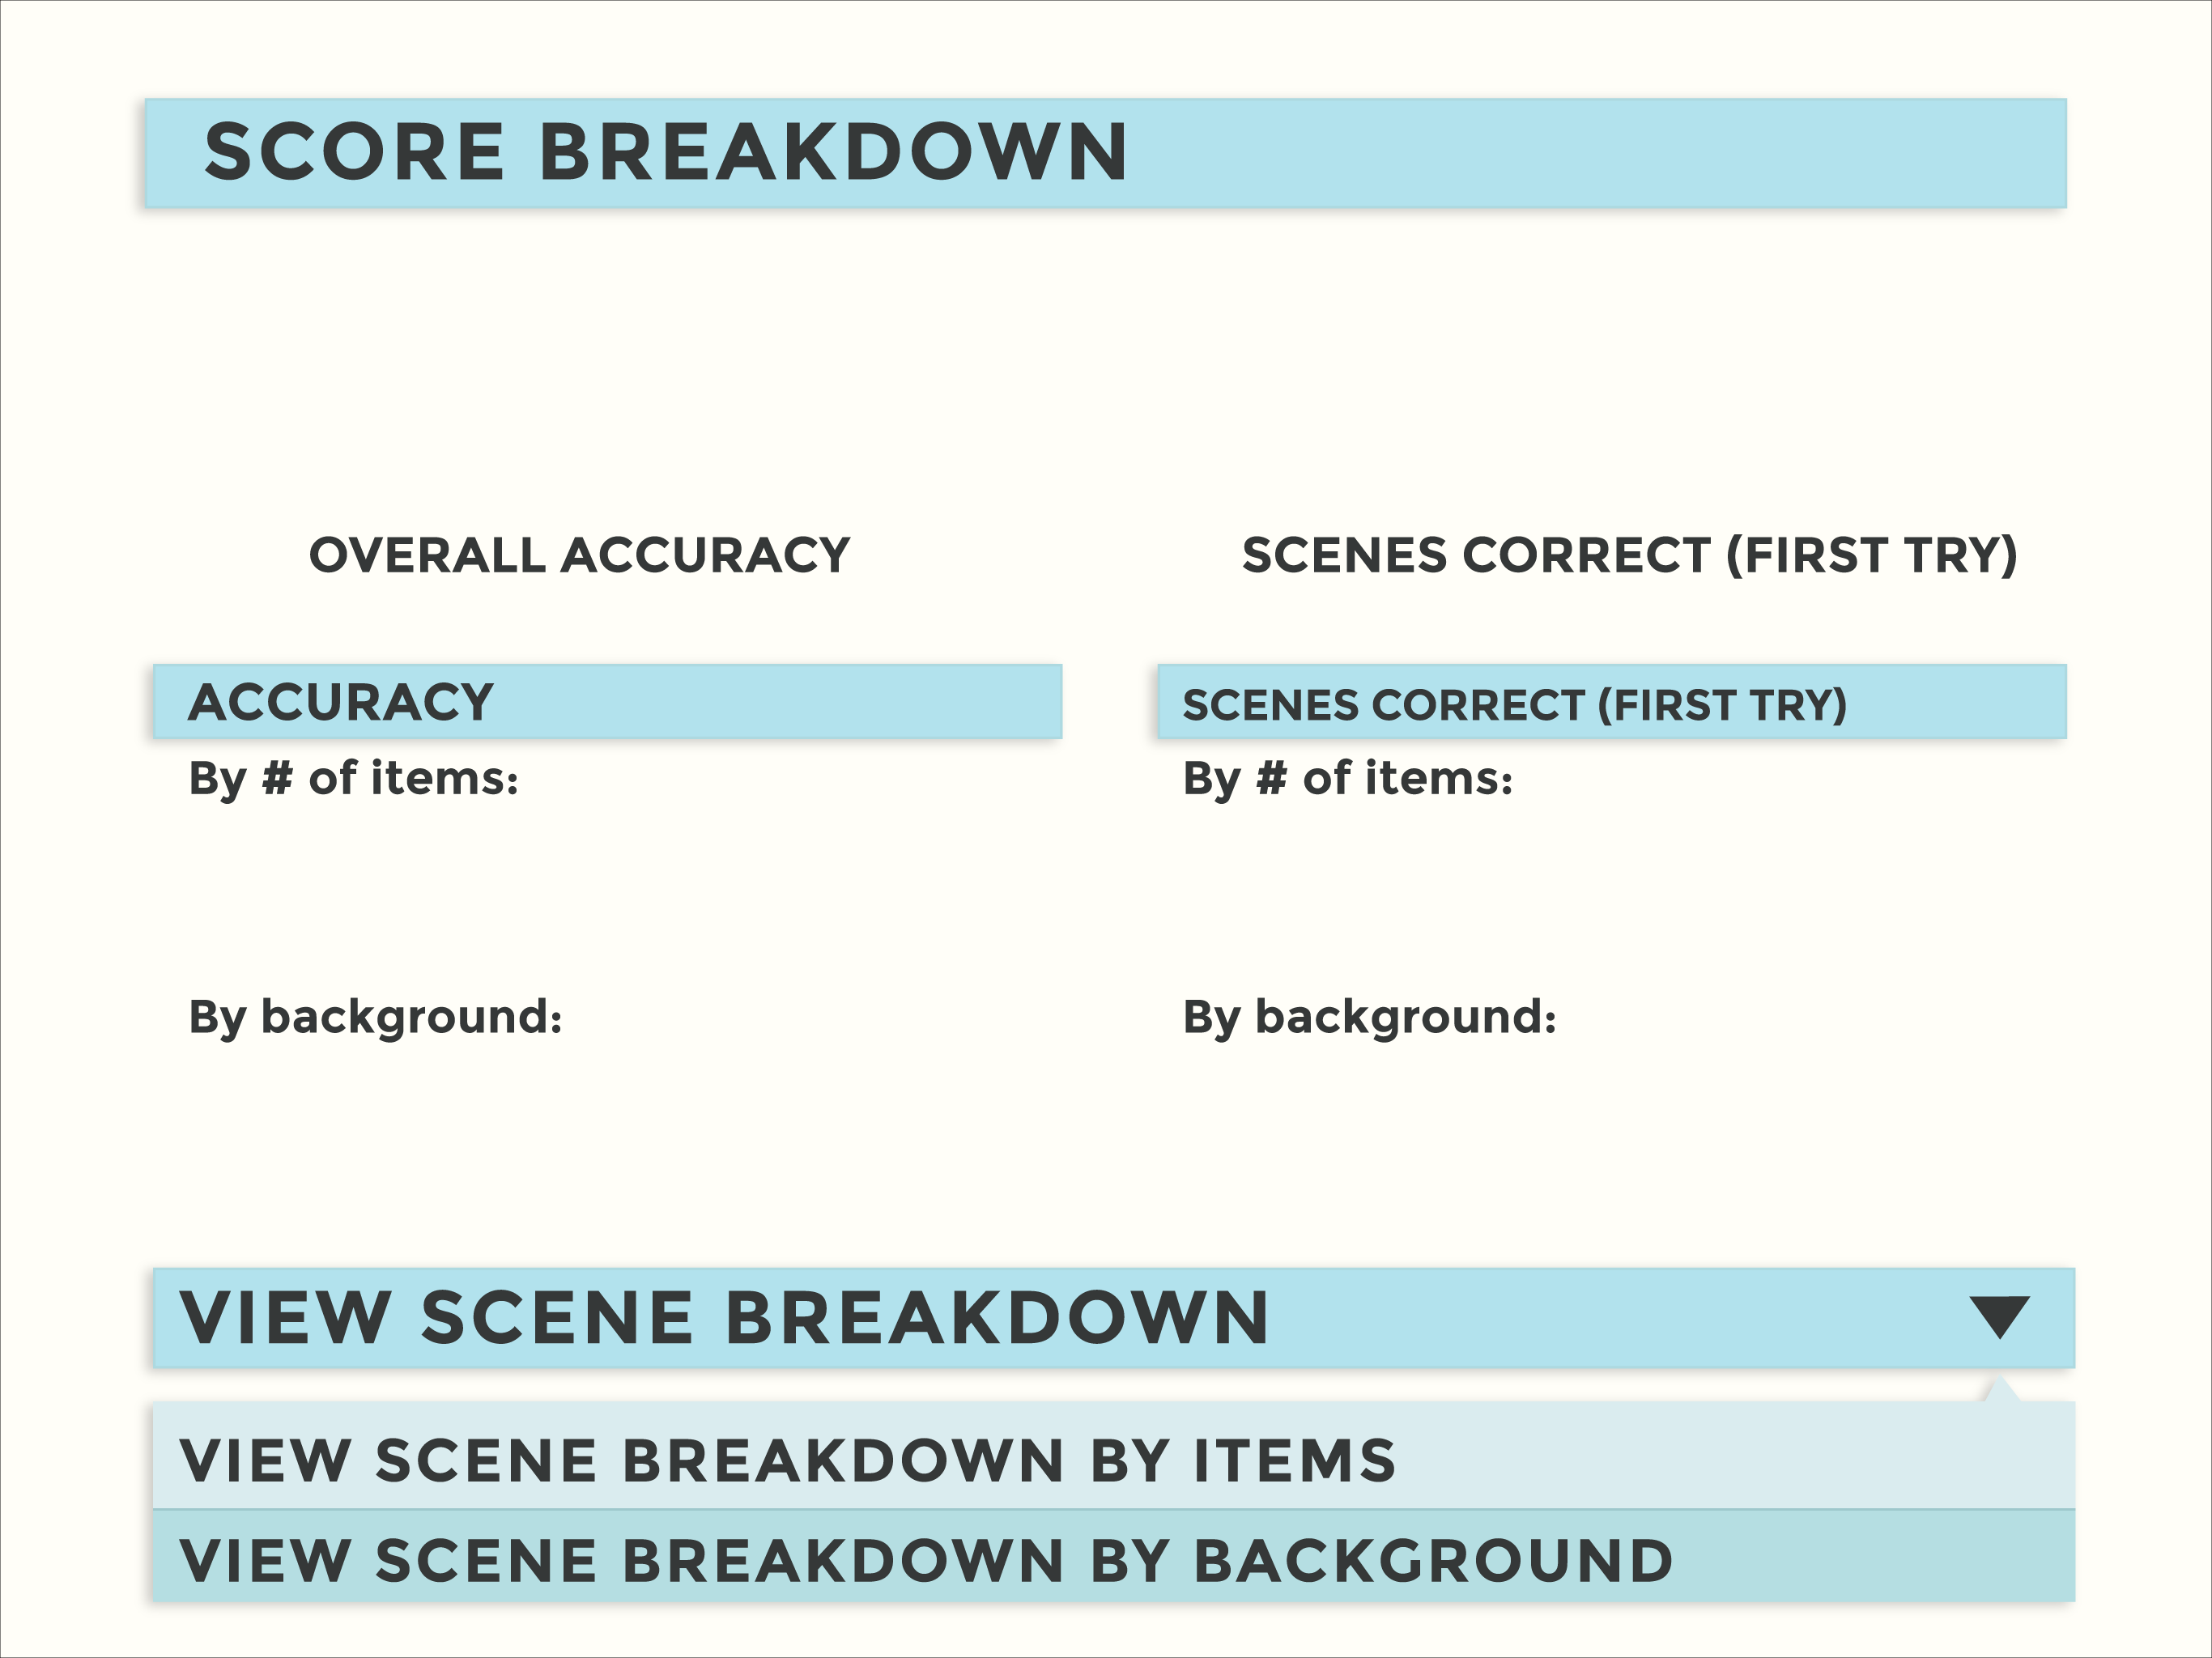 SCORE BREAKDOWN
OVERALL ACCURACY
SCENES CORRECT (FIRST TRY)
ACCURACY
By # of items:
By background:
SCENES CORRECT (FIRST TRY)
By # of items:
By background:
VIEW SCENE BREAKDOWN
VIEW SCENE BREAKDOWN BY ITEMS
VIEW SCENE BREAKDOWN BY BACKGROUND